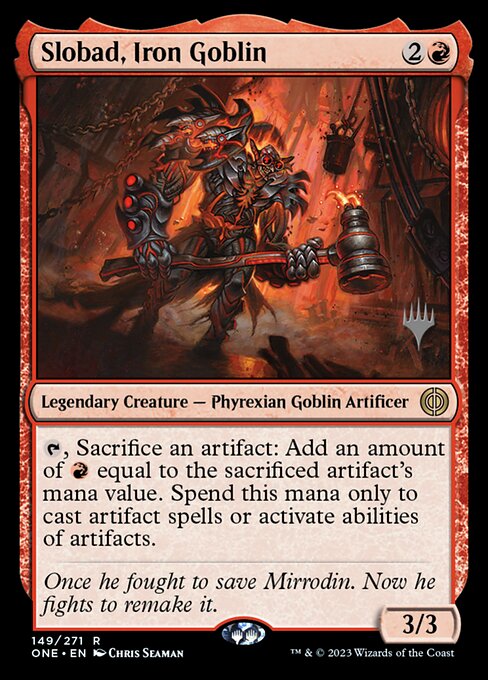 Slobad, Iron Goblin 2
Legendary Creature — Phyrexian Goblin Artificer
, Sacrifice an artifact: Add an amount
of equal to the sacrificed artifact's
mana value. Spend this mana only to
cast artifact spells or activate abilities
of artifacts.
Once he fought to save Mirrodin. Now he
fights to remake it.
3/3
149/271 R
ONE • EN Chris Seaman
™ & © 2023 Wizards of the Coast